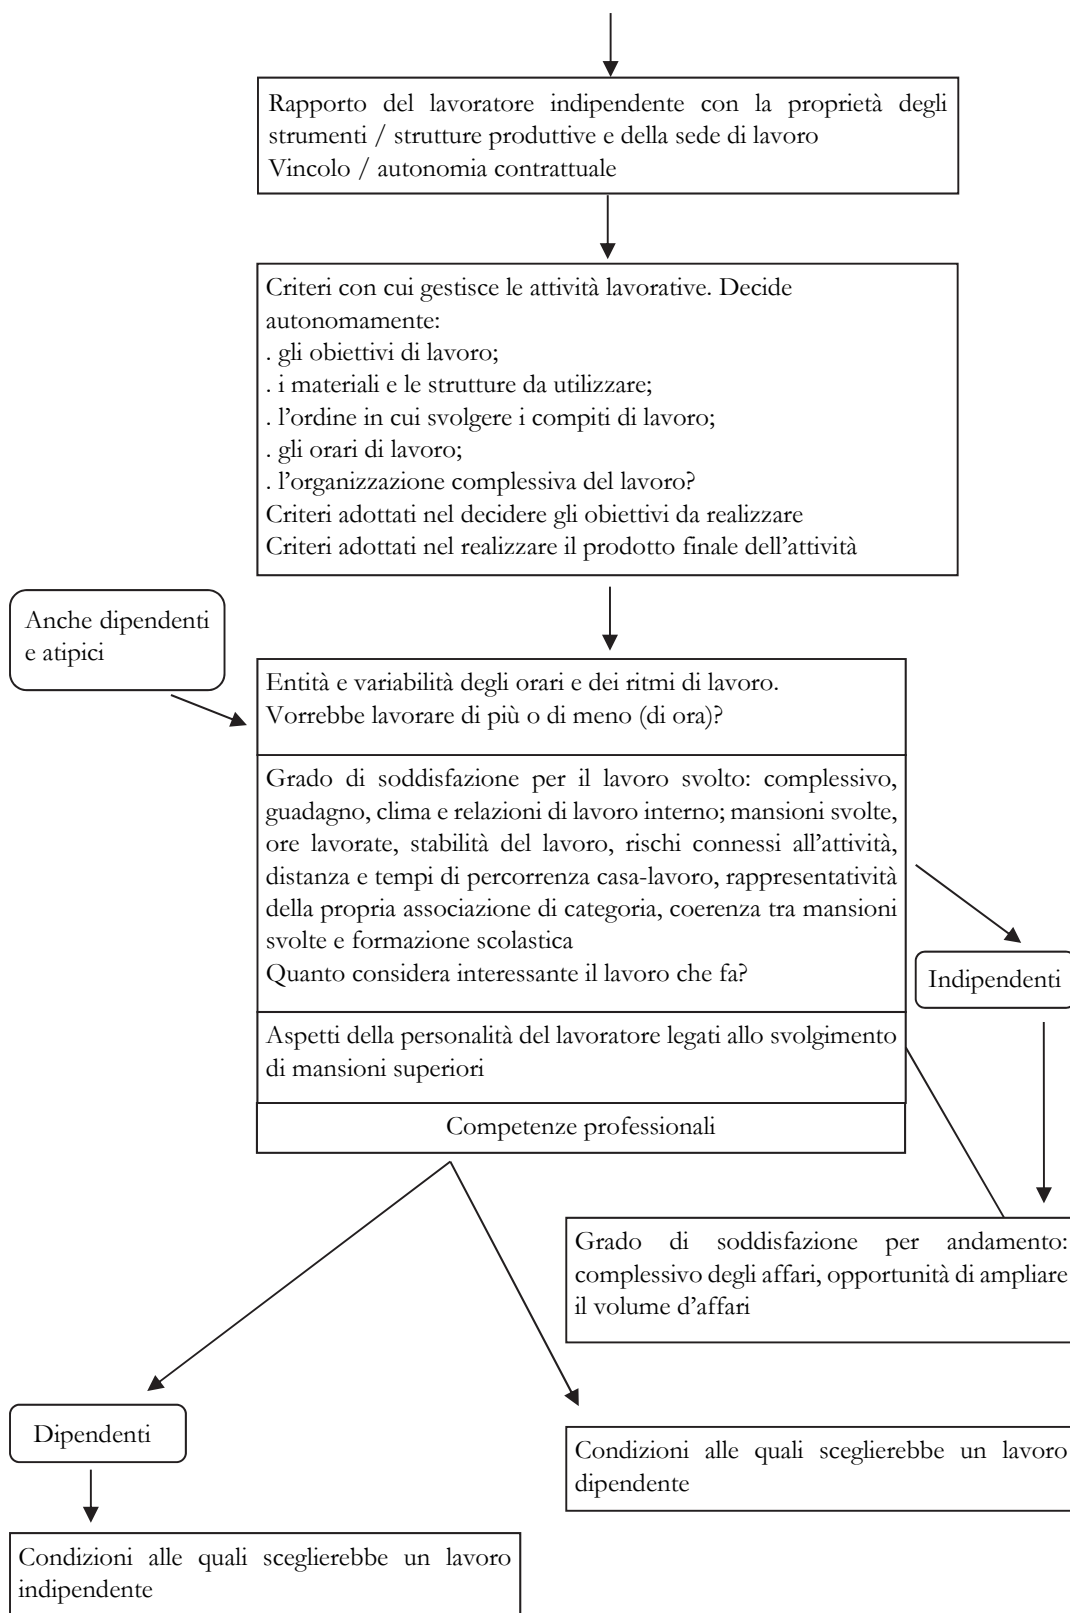 Rapporto del lavoratore indipendente con la proprietà degli
strumenti / strutture produttive e della sede di lavoro
Vincolo / autonomia contrattuale
Criteri con cui gestisce le attività lavorative. Decide
autonomamente:
. gli obiettivi di lavoro;
. i materiali e le strutture da utilizzare;
. l’ordine in cui svolgere i compiti di lavoro;
. gli orari di lavoro;
. l’organizzazione complessiva del lavoro?
Criteri adottati nel decidere gli obiettivi da realizzare
Criteri adottati nel realizzare il prodotto finale dell’attività
Anche dipendenti
e atipici
Entità e variabilità degli orari e dei ritmi di lavoro.
Vorrebbe lavorare di più o di meno (di ora)?
Grado di soddisfazione per il lavoro svolto: complessivo,
guadagno, clima e relazioni di lavoro interno; mansioni svolte,
ore lavorate, stabilità del lavoro, rischi connessi all’attività,
distanza e tempi di percorrenza casa-lavoro, rappresentatività
della propria associazione di categoria, coerenza tra mansioni
svolte e formazione scolastica
Quanto considera interessante il lavoro che fa?
Indipendenti
Aspetti della personalità del lavoratore legati allo svolgimento
di mansioni superiori
Competenze professionali
Grado di soddisfazione per andamento:
complessivo degli affari, opportunità di ampliare
il volume d’affari
Dipendenti
Condizioni alle quali sceglierebbe un lavoro
dipendente
Condizioni alle quali sceglierebbe un lavoro
indipendente